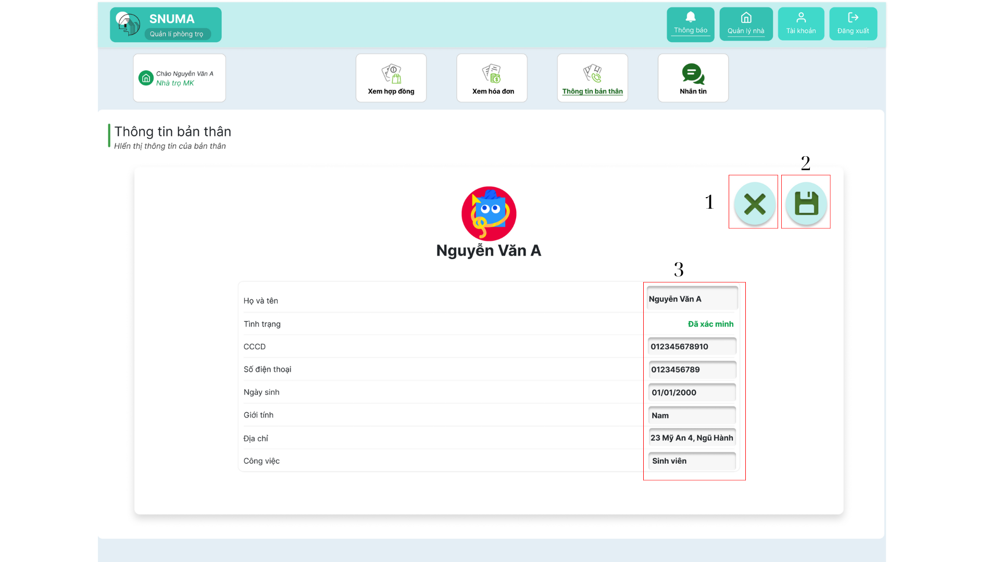 SNUMA
Quản lí phòng trọ
Thông báo
Quản lý nhà
Tài khoản
Đăng xuất
Chào Nguyễn Văn A
Nhà trọ MK
Xem hợp đồng
Xem hóa đơn
Thông tin bản thân
Nhắn tin
Thông tin bản thân
HIển thị thông tin của bản thân
1
2
Nguyễn Văn A
3
Họ và tên
Nguyễn Văn A
Tình trạng
Đã xác minh
CCCD
012345678910
Số điện thoại
0123456789
Ngày sinh
01/01/2000
Giới tính
Nam
Địa chỉ
23 Mỹ An 4, Ngũ Hành
Công việc
Sinh viên